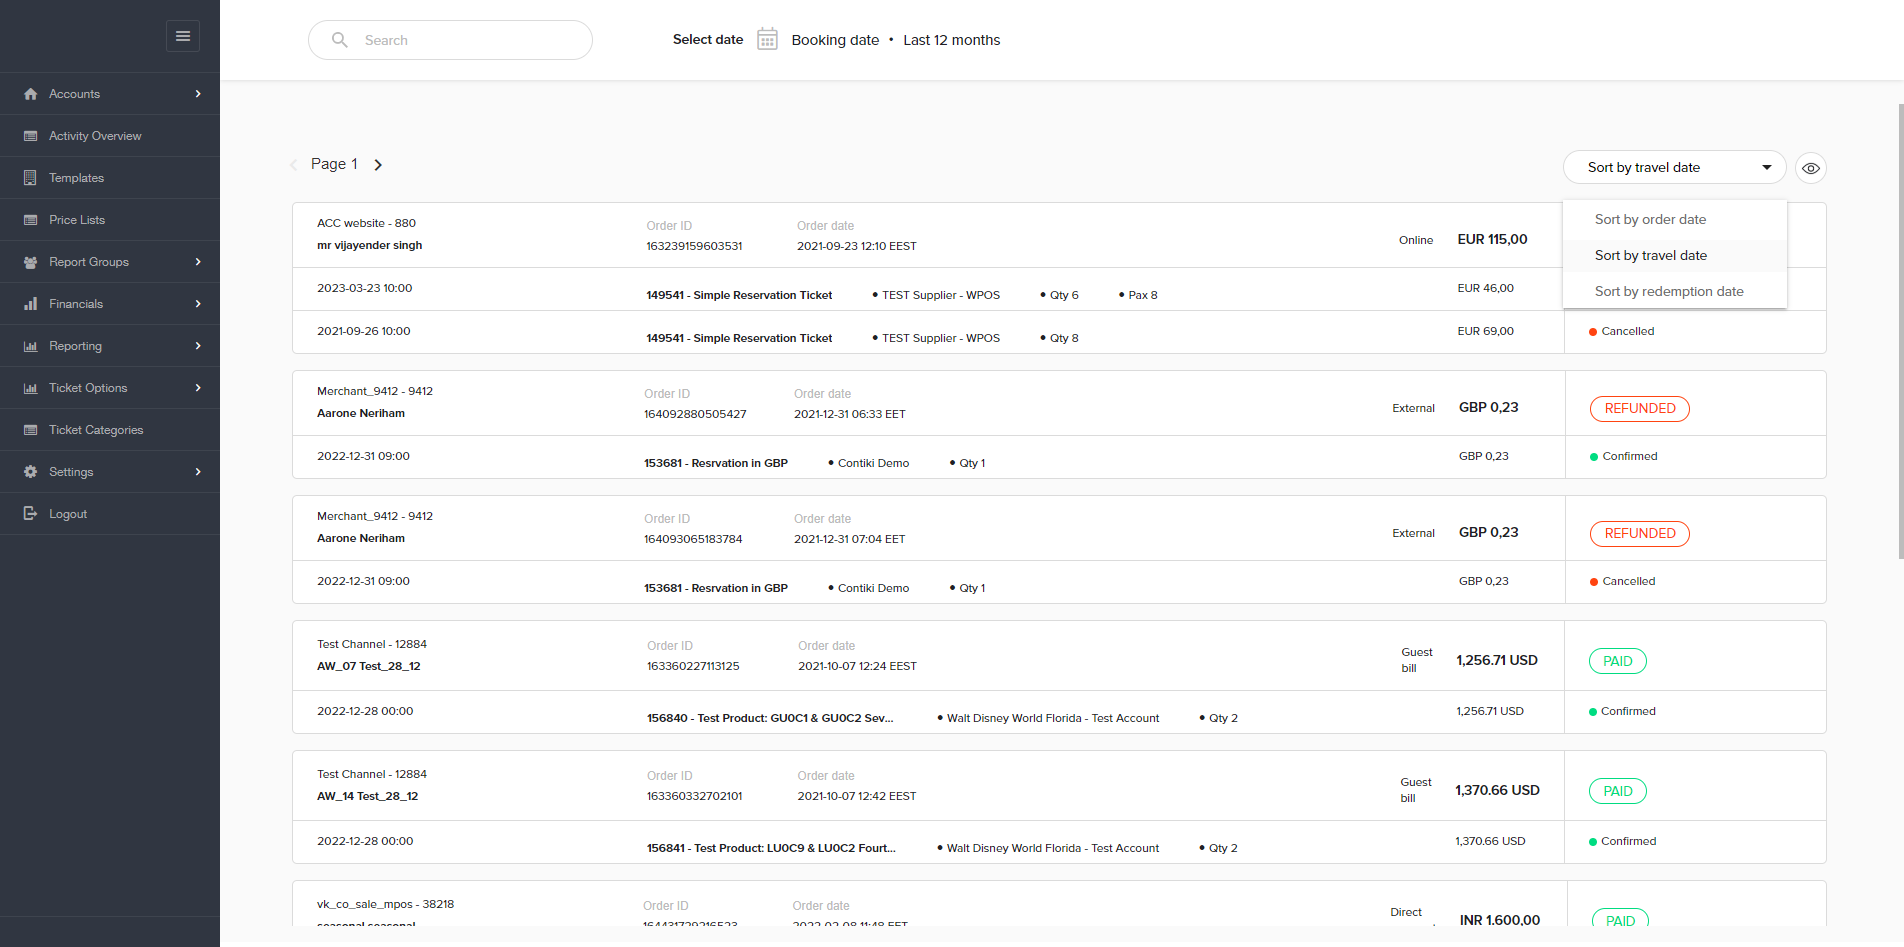 Search
Select date Booking date • Last 12 months
Accounts
Activity Overview
Templates
Price Lists
Report Groups
Financials
Reporting
Ticket Options
Ticket Categories
Settings
Logout
Page 1
Sort by travel date
Sort by order date
Sort by travel date
Sort by redemption date
ACC website - 880 Order ID Order date
mr vijayender singh 163239159603531 2021-09-23 12:10 EEST Online EUR 115,00
2023-03-23 10:00 149541 - Simple Reservation Ticket • TEST Supplier - WPOS • Qty 6 • Pax 8 EUR 46,00
2021-09-26 10:00 149541 - Simple Reservation Ticket • TEST Supplier - WPOS • Qty 8 EUR 69,00 Cancelled
Merchant_9412 - 9412 Order ID Order date
Aarone Neriham 164092880505427 2021-12-31 06:33 EET External GBP 0,23 REFUNDED
2022-12-31 09:00 153681 - Resrvation in GBP • Contiki Demo • Qty 1 GBP 0,23 Confirmed
Merchant_9412 - 9412 Order ID Order date
Aarone Neriham 164093065183784 2021-12-31 07:04 EET External GBP 0,23 REFUNDED
2022-12-31 09:00 153681 - Resrvation in GBP • Contiki Demo • Qty 1 GBP 0,23 Cancelled
Test Channel - 12884 Order ID Order date
AW_07 Test_28_12 163360227113125 2021-10-07 12:24 EEST Guest bill 1,256.71 USD PAID
2022-12-28 00:00 156840 - Test Product: GU0C1 & GU0C2 Sev... • Walt Disney World Florida - Test Account • Qty 2 1,256.71 USD Confirmed
Test Channel - 12884 Order ID Order date
AW_14 Test_28_12 163360332702101 2021-10-07 12:42 EEST Guest bill 1,370.66 USD PAID
2022-12-28 00:00 156841 - Test Product: LU0C9 & LU0C2 Fourt... • Walt Disney World Florida - Test Account • Qty 2 1,370.66 USD Confirmed
vk_co_sale_mpos - 38218 Order ID Order date
seasonal seasonal 164431729216523 2022-02-08 11:48 EET Direct INR 1.600,00 PAID